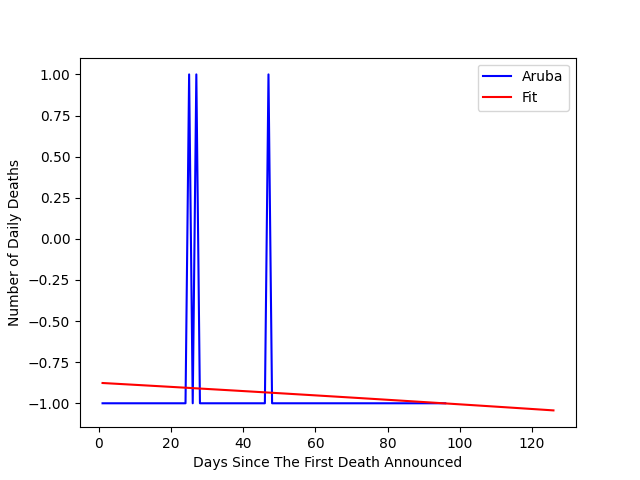 Aruba
Fit
1.00
0.75
0.50
0.25
0.00
−0.25
−0.50
−0.75
−1.00
Number of Daily Deaths
0 20 40 60 80 100 120
Days Since The First Death Announced